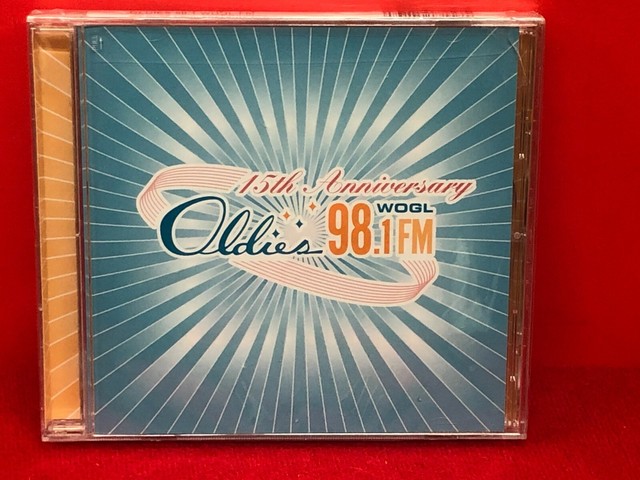 15th Anniversary
WOGL
Oldies 98.1 FM